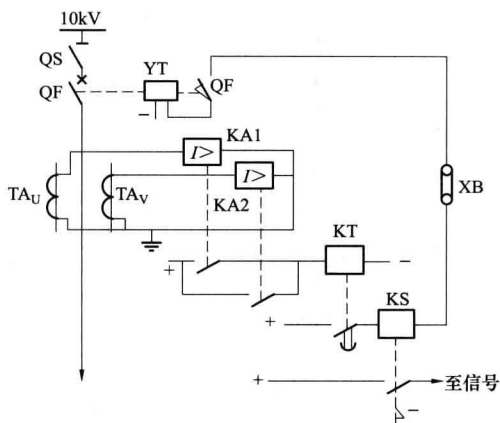 10kV
QS
QF
YT
QF
−
KA1
I>
I>
TAU
TAV
KA2
XB
KT
+
−
KS
+
+
至信号
−